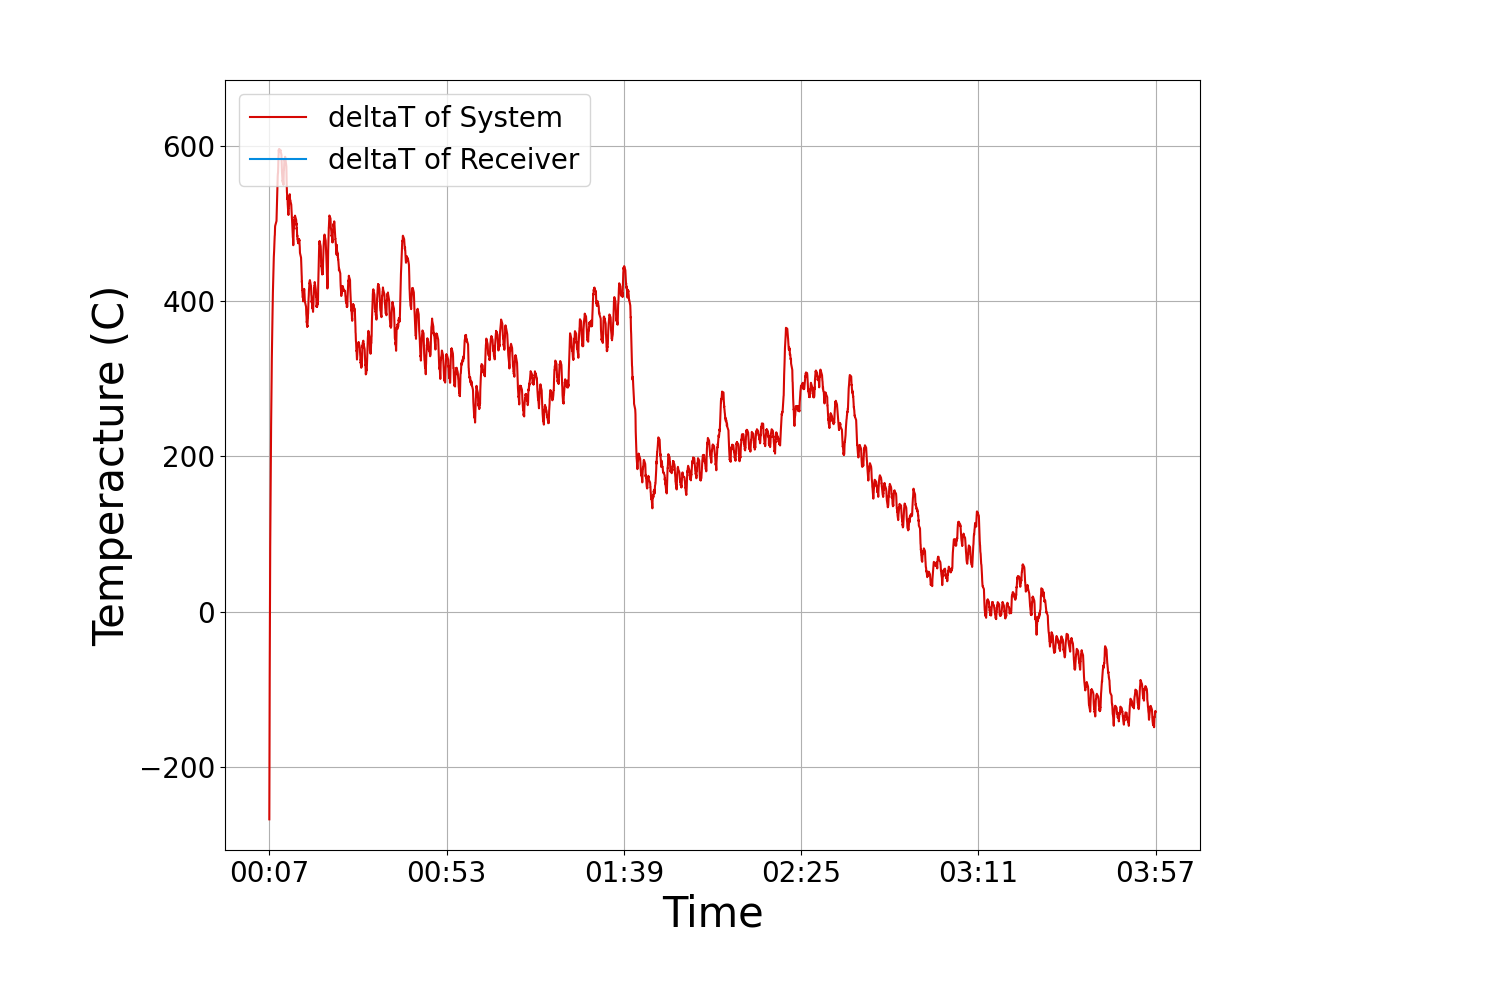 deltaT of System
deltaT of Receiver
600
400
200
0
−200
Temperacture (C)
00:07 00:53 01:39 02:25 03:11 03:57
Time